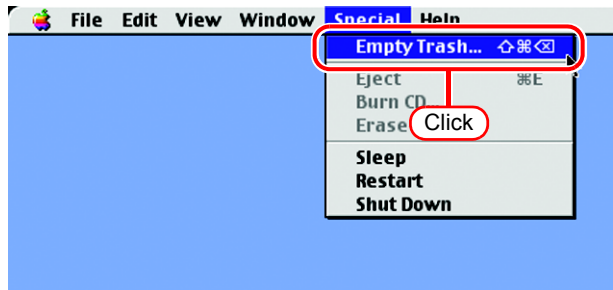 File Edit View Window Special Help
Empty Trash... ⇧⌘⌫
Eject ⌘E
Burn CD...
Erase
Click
Sleep
Restart
Shut Down